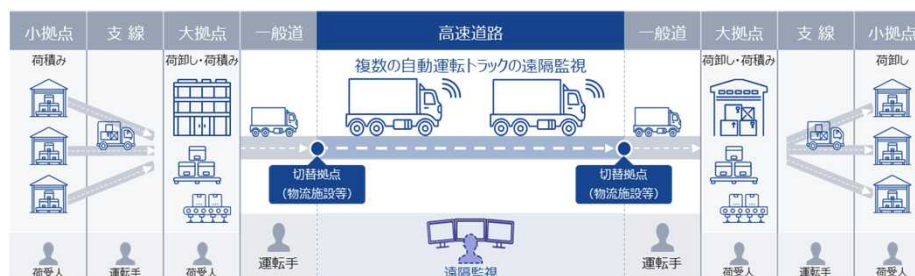 小拠点
支線
大拠点
一般道
高速道路
一般道
大拠点
支線
小拠点
荷積み
荷卸し・荷積み
複数の自動運転トラックの遠隔監視
荷卸し・荷積み
荷卸し
切替拠点
(物流施設等)
切替拠点
(物流施設等)
荷受人
運転手
荷受人
運転手
遠隔監視
運転手
荷受人
運転手
荷受人